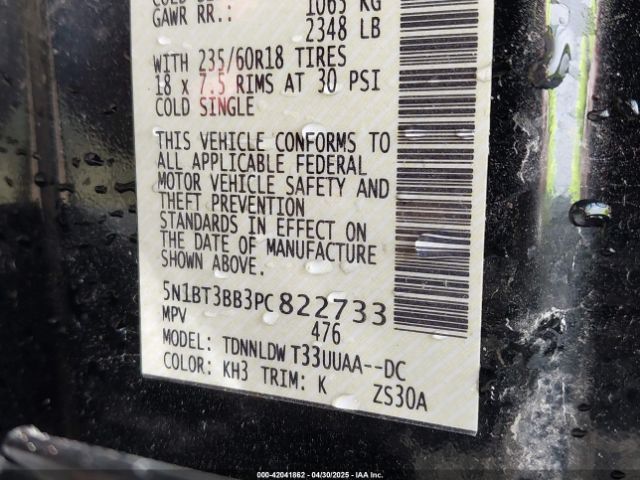 GAWR RR.: 1065 KG
2348 LB
WITH 235/60R18 TIRES
18 x 7.5 RIMS AT 30 PSI
COLD SINGLE
THIS VEHICLE CONFORMS TO
ALL APPLICABLE FEDERAL
MOTOR VEHICLE SAFETY AND
THEFT PREVENTION
STANDARDS IN EFFECT ON
THE DATE OF MANUFACTURE
SHOWN ABOVE.
5N1BT3BB3PC822733
MPV 476
MODEL: TDNNLDW T33UUAA--DC
COLOR: KH3 TRIM: K ZS30A
000-42041862 - 04/30/2025 - IAA Inc.